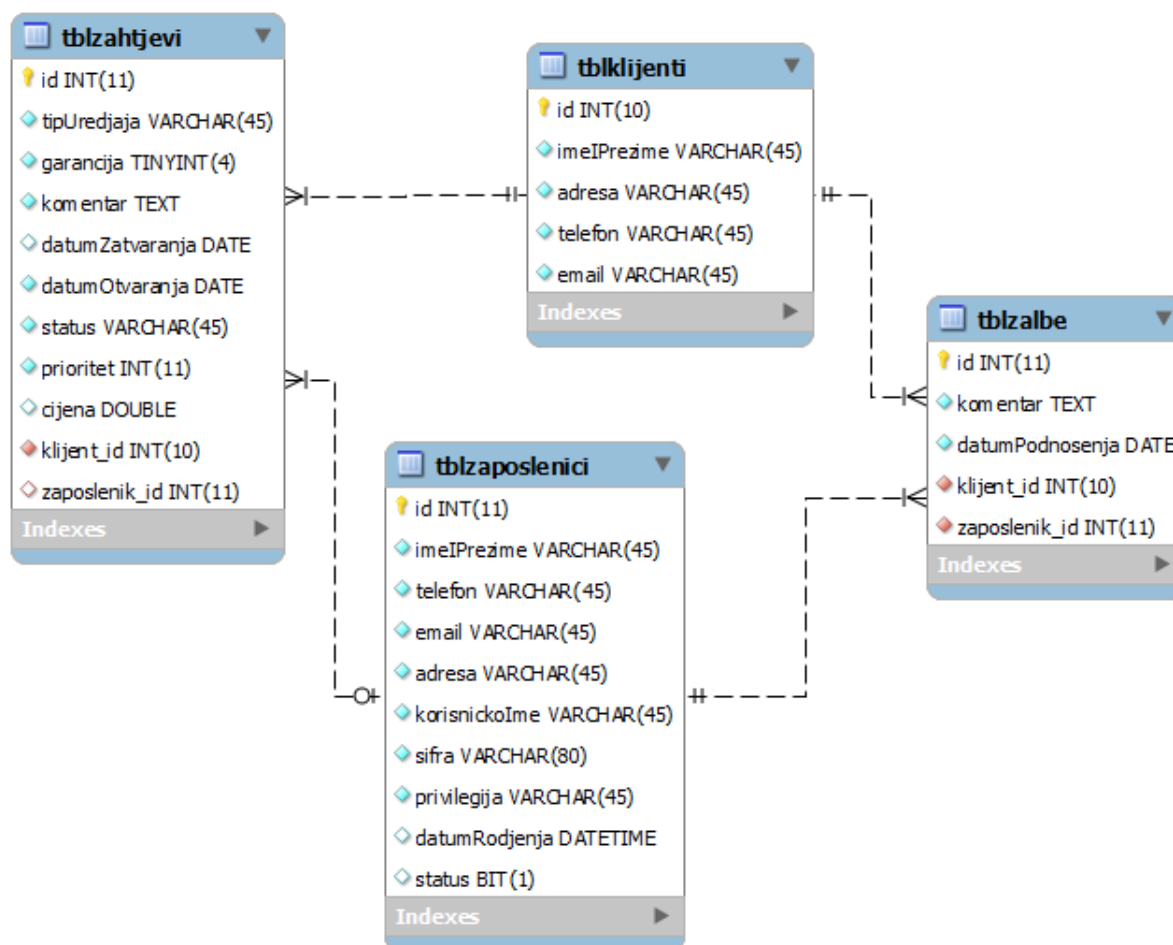 tblzahtjevi
id INT(11)
tipUredjaja VARCHAR(45)
garancija TINYINT(4)
komentar TEXT
datumZatvaranja DATE
datumOtvaranja DATE
status VARCHAR(45)
prioritet INT(11)
cijena DOUBLE
klijent_id INT(10)
zaposlenik_id INT(11)
Indexes
tblklijenti
id INT(10)
imeIPrezime VARCHAR(45)
adresa VARCHAR(45)
telefon VARCHAR(45)
email VARCHAR(45)
Indexes
tblzaposlenici
id INT(11)
imeIPrezime VARCHAR(45)
telefon VARCHAR(45)
email VARCHAR(45)
adresa VARCHAR(45)
korisnickoIme VARCHAR(45)
sifra VARCHAR(80)
privilegija VARCHAR(45)
datumRodjenja DATETIME
status BIT(1)
Indexes
tblzalbe
id INT(11)
komentar TEXT
datumPodnosenja DATE
klijent_id INT(10)
zaposlenik_id INT(11)
Indexes